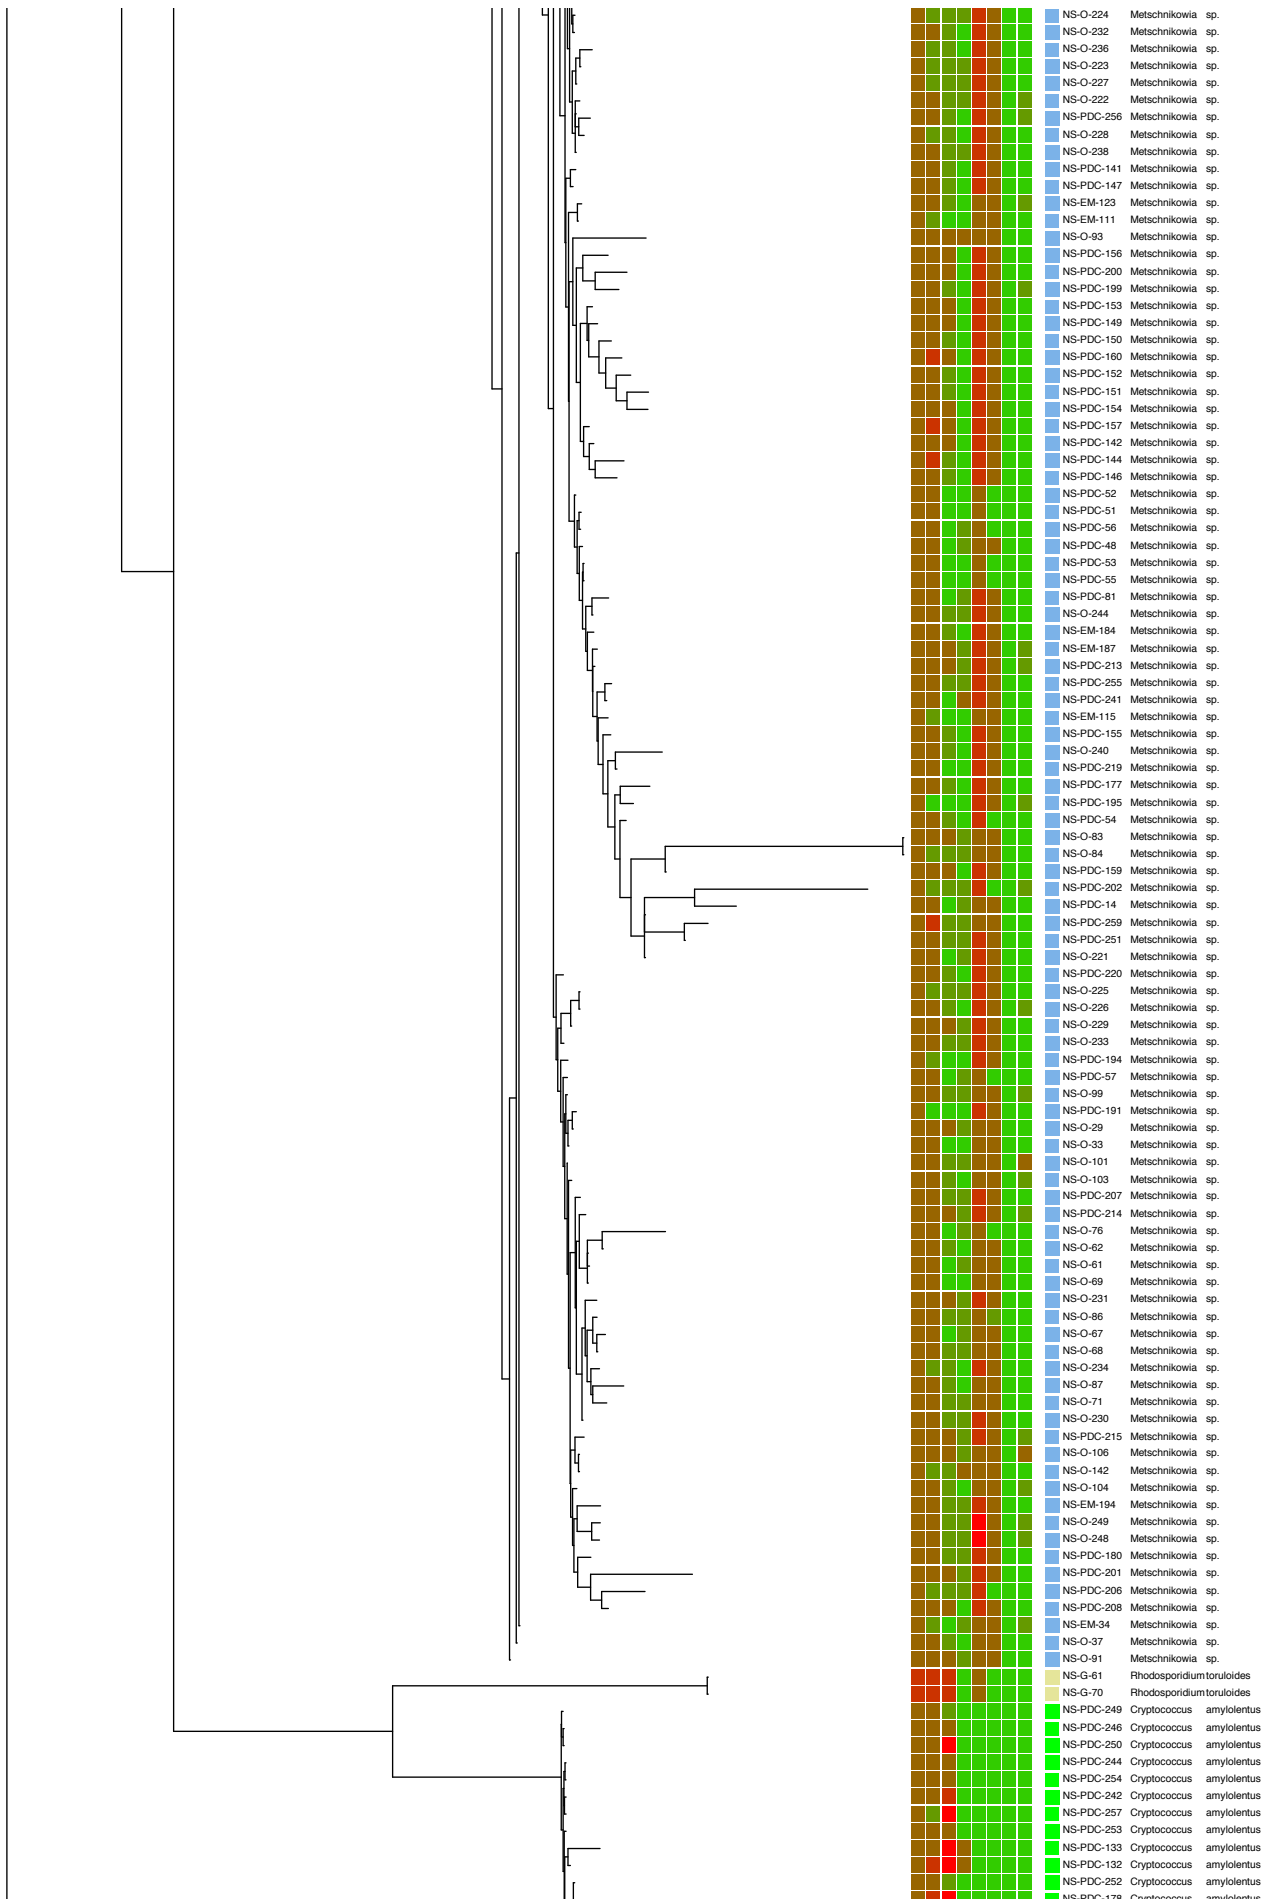 NS-O-224 Metschnikowia sp.
NS-O-232 Metschnikowia sp.
NS-O-236 Metschnikowia sp.
NS-O-223 Metschnikowia sp.
NS-O-227 Metschnikowia sp.
NS-O-222 Metschnikowia sp.
NS-PDC-256 Metschnikowia sp.
NS-O-228 Metschnikowia sp.
NS-O-238 Metschnikowia sp.
NS-PDC-141 Metschnikowia sp.
NS-PDC-147 Metschnikowia sp.
NS-EM-123 Metschnikowia sp.
NS-EM-111 Metschnikowia sp.
NS-O-93 Metschnikowia sp.
NS-PDC-156 Metschnikowia sp.
NS-PDC-200 Metschnikowia sp.
NS-PDC-199 Metschnikowia sp.
NS-PDC-153 Metschnikowia sp.
NS-PDC-149 Metschnikowia sp.
NS-PDC-150 Metschnikowia sp.
NS-PDC-160 Metschnikowia sp.
NS-PDC-152 Metschnikowia sp.
NS-PDC-151 Metschnikowia sp.
NS-PDC-154 Metschnikowia sp.
NS-PDC-157 Metschnikowia sp.
NS-PDC-142 Metschnikowia sp.
NS-PDC-144 Metschnikowia sp.
NS-PDC-146 Metschnikowia sp.
NS-PDC-52 Metschnikowia sp.
NS-PDC-51 Metschnikowia sp.
NS-PDC-56 Metschnikowia sp.
NS-PDC-48 Metschnikowia sp.
NS-PDC-53 Metschnikowia sp.
NS-PDC-55 Metschnikowia sp.
NS-PDC-81 Metschnikowia sp.
NS-O-244 Metschnikowia sp.
NS-EM-184 Metschnikowia sp.
NS-EM-187 Metschnikowia sp.
NS-PDC-213 Metschnikowia sp.
NS-PDC-255 Metschnikowia sp.
NS-PDC-241 Metschnikowia sp.
NS-EM-115 Metschnikowia sp.
NS-PDC-155 Metschnikowia sp.
NS-O-240 Metschnikowia sp.
NS-PDC-219 Metschnikowia sp.
NS-PDC-177 Metschnikowia sp.
NS-PDC-195 Metschnikowia sp.
NS-PDC-54 Metschnikowia sp.
NS-O-83 Metschnikowia sp.
NS-O-84 Metschnikowia sp.
NS-PDC-159 Metschnikowia sp.
NS-PDC-202 Metschnikowia sp.
NS-PDC-14 Metschnikowia sp.
NS-PDC-259 Metschnikowia sp.
NS-PDC-251 Metschnikowia sp.
NS-O-221 Metschnikowia sp.
NS-PDC-220 Metschnikowia sp.
NS-O-225 Metschnikowia sp.
NS-O-226 Metschnikowia sp.
NS-O-229 Metschnikowia sp.
NS-O-233 Metschnikowia sp.
NS-PDC-194 Metschnikowia sp.
NS-PDC-57 Metschnikowia sp.
NS-O-99 Metschnikowia sp.
NS-PDC-191 Metschnikowia sp.
NS-O-29 Metschnikowia sp.
NS-O-33 Metschnikowia sp.
NS-O-101 Metschnikowia sp.
NS-O-103 Metschnikowia sp.
NS-PDC-207 Metschnikowia sp.
NS-PDC-214 Metschnikowia sp.
NS-O-76 Metschnikowia sp.
NS-O-62 Metschnikowia sp.
NS-O-61 Metschnikowia sp.
NS-O-69 Metschnikowia sp.
NS-O-231 Metschnikowia sp.
NS-O-86 Metschnikowia sp.
NS-O-67 Metschnikowia sp.
NS-O-68 Metschnikowia sp.
NS-O-234 Metschnikowia sp.
NS-O-87 Metschnikowia sp.
NS-O-71 Metschnikowia sp.
NS-O-230 Metschnikowia sp.
NS-PDC-215 Metschnikowia sp.
NS-O-106 Metschnikowia sp.
NS-O-142 Metschnikowia sp.
NS-O-104 Metschnikowia sp.
NS-EM-194 Metschnikowia sp.
NS-O-249 Metschnikowia sp.
NS-O-248 Metschnikowia sp.
NS-PDC-180 Metschnikowia sp.
NS-PDC-201 Metschnikowia sp.
NS-PDC-206 Metschnikowia sp.
NS-PDC-208 Metschnikowia sp.
NS-EM-34 Metschnikowia sp.
NS-O-37 Metschnikowia sp.
NS-O-91 Metschnikowia sp.
NS-G-61 Rhodosporidium toruloides
NS-G-70 Rhodosporidium toruloides
NS-PDC-249 Cryptococcus amylolentus
NS-PDC-246 Cryptococcus amylolentus
NS-PDC-250 Cryptococcus amylolentus
NS-PDC-244 Cryptococcus amylolentus
NS-PDC-254 Cryptococcus amylolentus
NS-PDC-242 Cryptococcus amylolentus
NS-PDC-257 Cryptococcus amylolentus
NS-PDC-253 Cryptococcus amylolentus
NS-PDC-133 Cryptococcus amylolentus
NS-PDC-132 Cryptococcus amylolentus
NS-PDC-252 Cryptococcus amylolentus
NS-PDC-178 Cryptococcus amylolentus